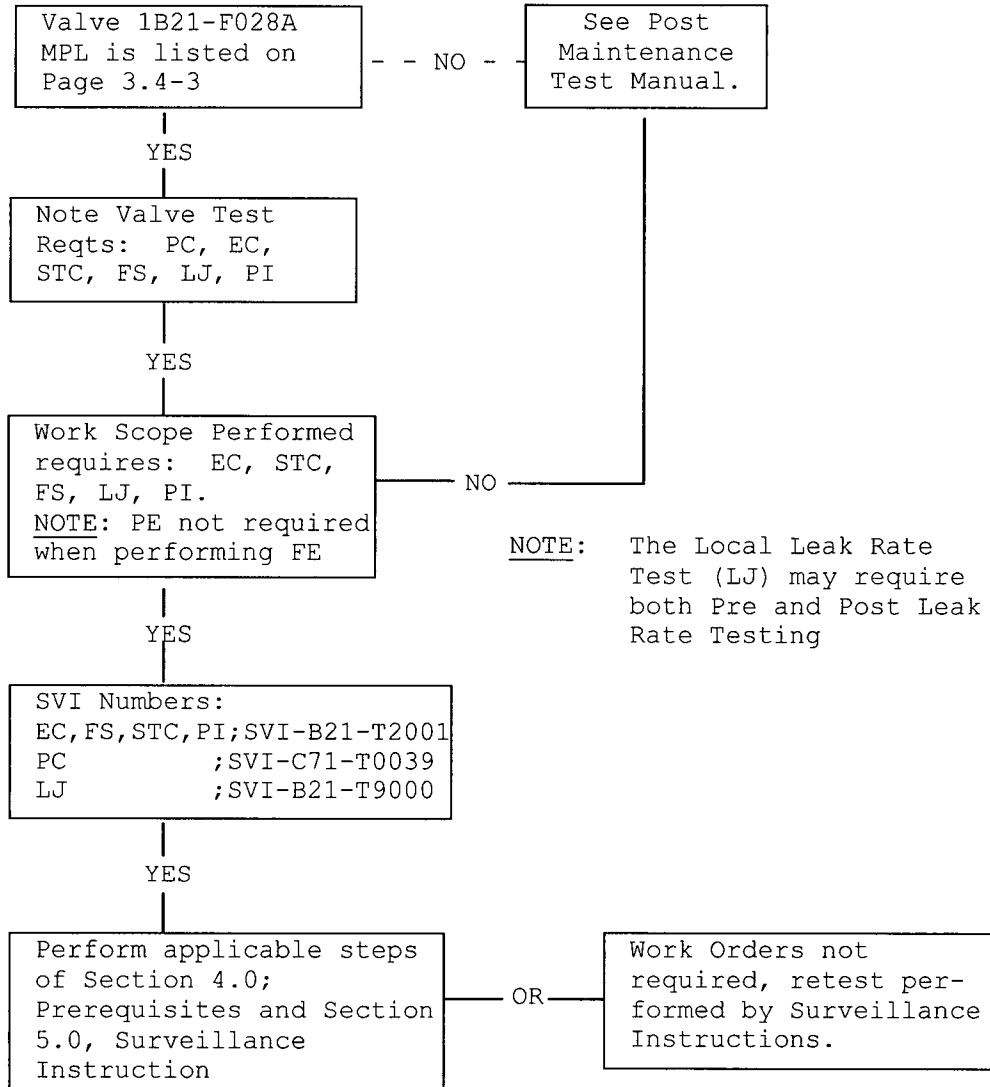 Valve 1B21-F028A
MPL is listed on
Page 3.4-3
- - NO - -
See Post
Maintenance
Test Manual.
YES
Note Valve Test
Reqts: PC, EC,
STC, FS, LJ, PI
YES
Work Scope Performed
requires: EC, STC,
FS, LJ, PI.
NOTE: PE not required
when performing FE
NO
NOTE: The Local Leak Rate
Test (LJ) may require
both Pre and Post Leak
Rate Testing
YES
SVI Numbers:
EC,FS,STC,PI;SVI-B21-T2001
PC ;SVI-C71-T0039
LJ ;SVI-B21-T9000
YES
Perform applicable steps
of Section 4.0;
Prerequisites and Section
5.0, Surveillance
Instruction
OR
Work Orders not
required, retest per-
formed by Surveillance
Instructions.